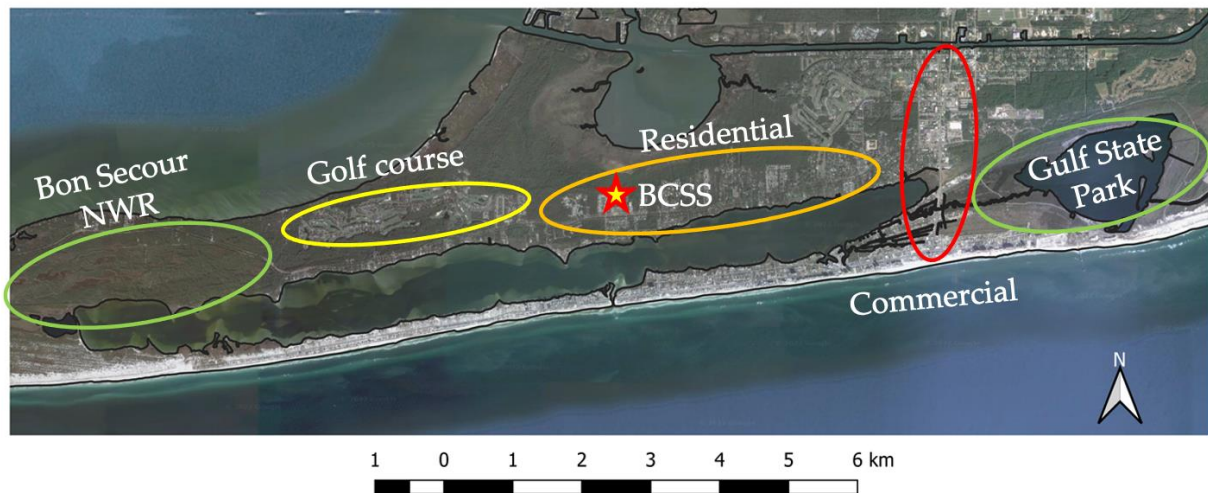 Bon Secour
NWR
Golf course
Residential
BCSS
Gulf State
Park
Commercial
N
1 0 1 2 3 4 5 6 km